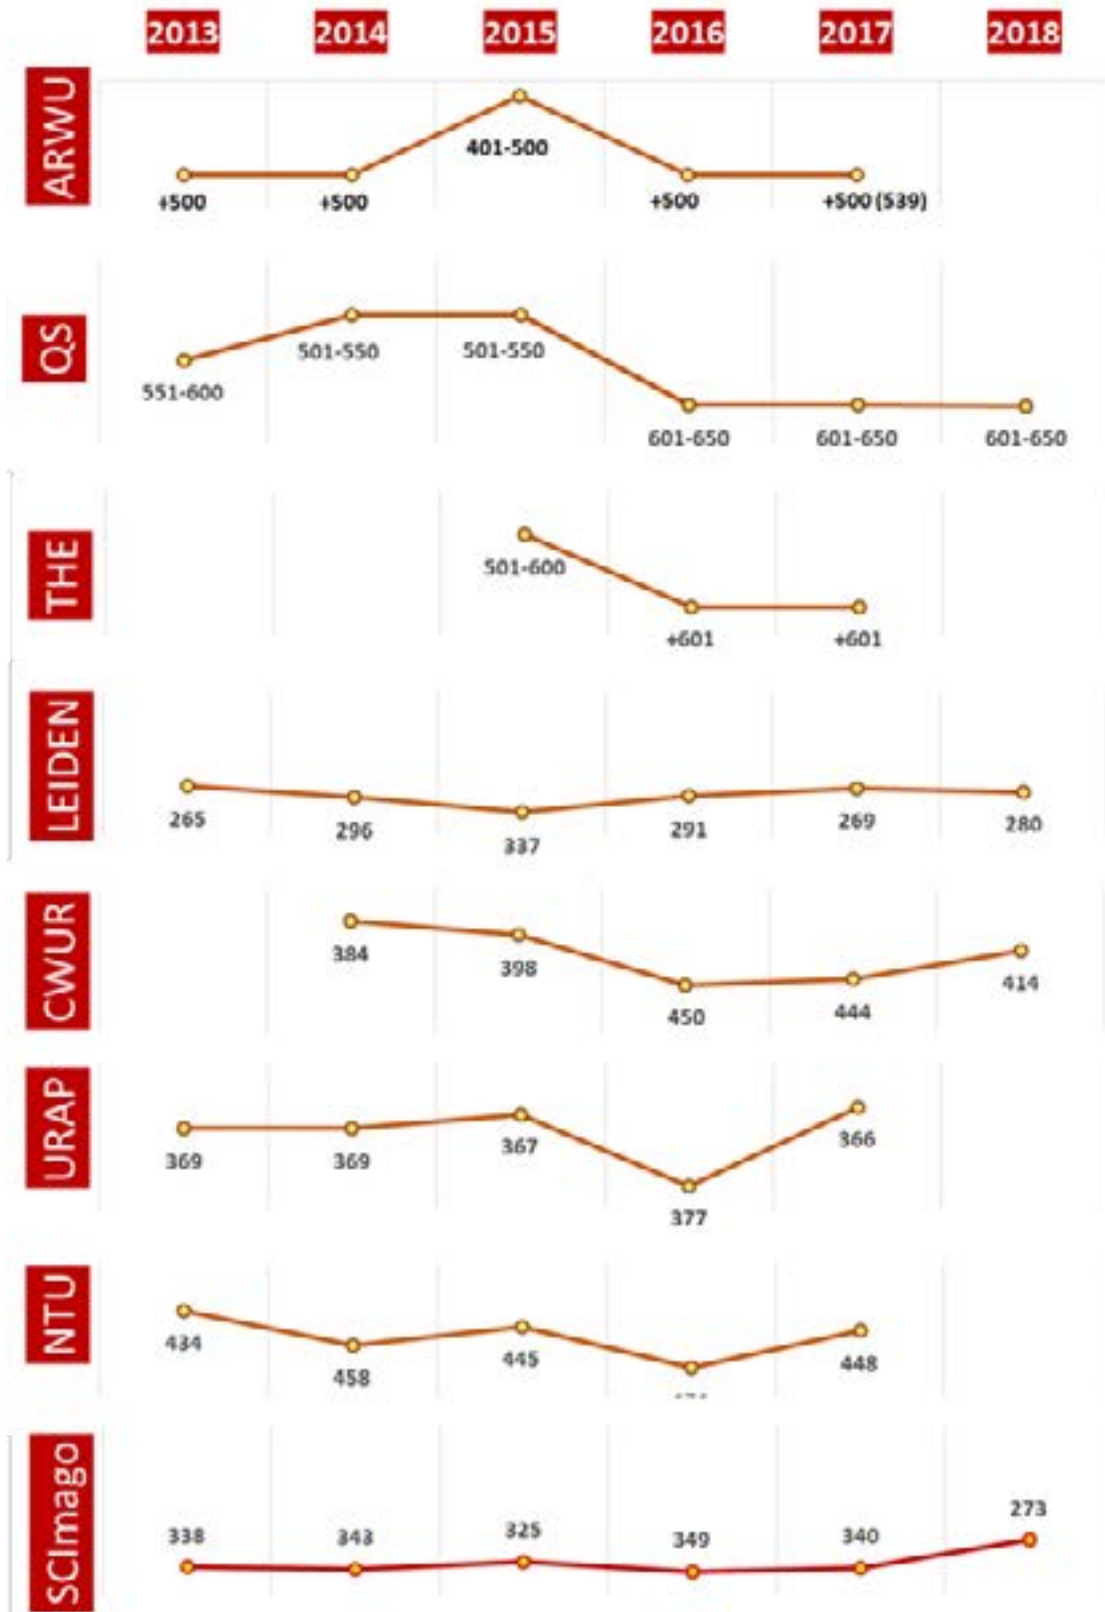 2013 2014 2015 2016 2017 2018
ARWU
401-500
+500 +500 +500 +500 (539)
QS
501-550 501-550
551-600
601-650 601-650 601-650
THE
501-600
+601 +601
LEIDEN
265 296 337 291 269 280
CWUR
384 398 450 444 414
URAP
369 369 367 377 366
NTU
434 458 445 448
SCImago
338 343 325 349 340 273